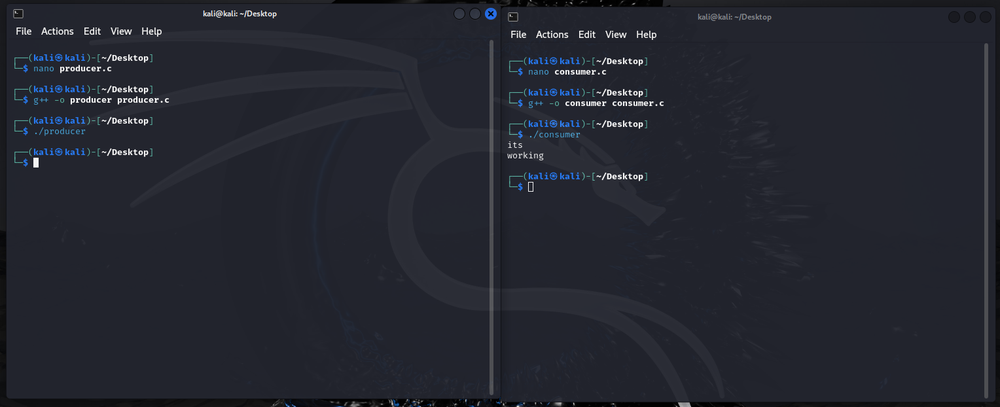 kali@kali: ~/Desktop
File Actions Edit View Help
┌──(kali㉿kali)-[~/Desktop]
└─$ nano producer.c
┌──(kali㉿kali)-[~/Desktop]
└─$ g++ -o producer producer.c
┌──(kali㉿kali)-[~/Desktop]
└─$ ./producer
┌──(kali㉿kali)-[~/Desktop]
└─$
kali@kali: ~/Desktop
File Actions Edit View Help
┌──(kali㉿kali)-[~/Desktop]
└─$ nano consumer.c
┌──(kali㉿kali)-[~/Desktop]
└─$ g++ -o consumer consumer.c
┌──(kali㉿kali)-[~/Desktop]
└─$ ./consumer
its
working
┌──(kali㉿kali)-[~/Desktop]
└─$